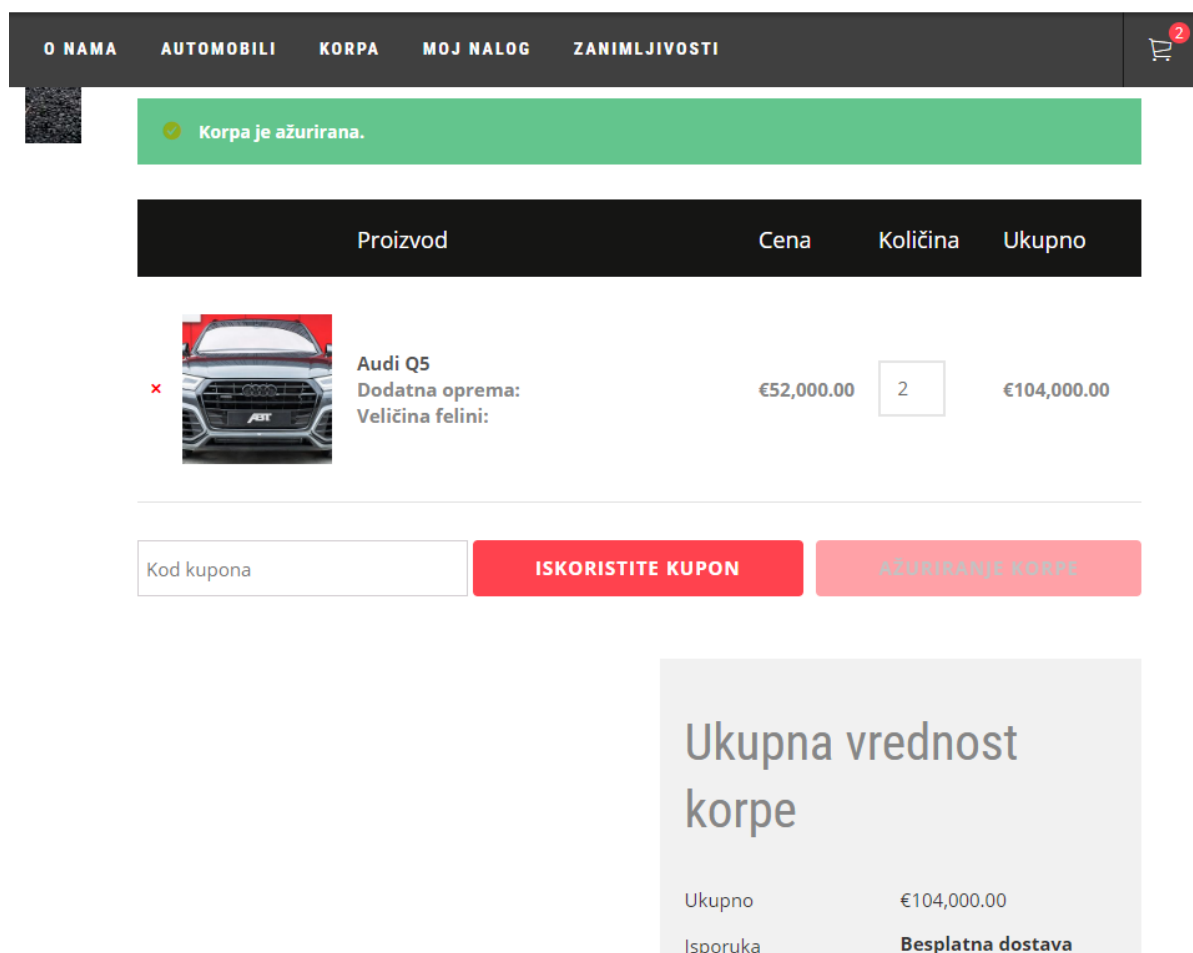 O NAMA AUTOMOBILI KORPA MOJ NALOG ZANIMLJIVOSTI 2
Korpa je ažurirana.
Proizvod Cena Količina Ukupno
Audi Q5
Dodatna oprema:
Veličina felini:
€52,000.00 2 €104,000.00
ABT
Kod kupona ISKORISTITE KUPON AŽURIRANJE KORPE
Ukupna vrednost
korpe
Ukupno €104,000.00
Isporuka Besplatna dostava